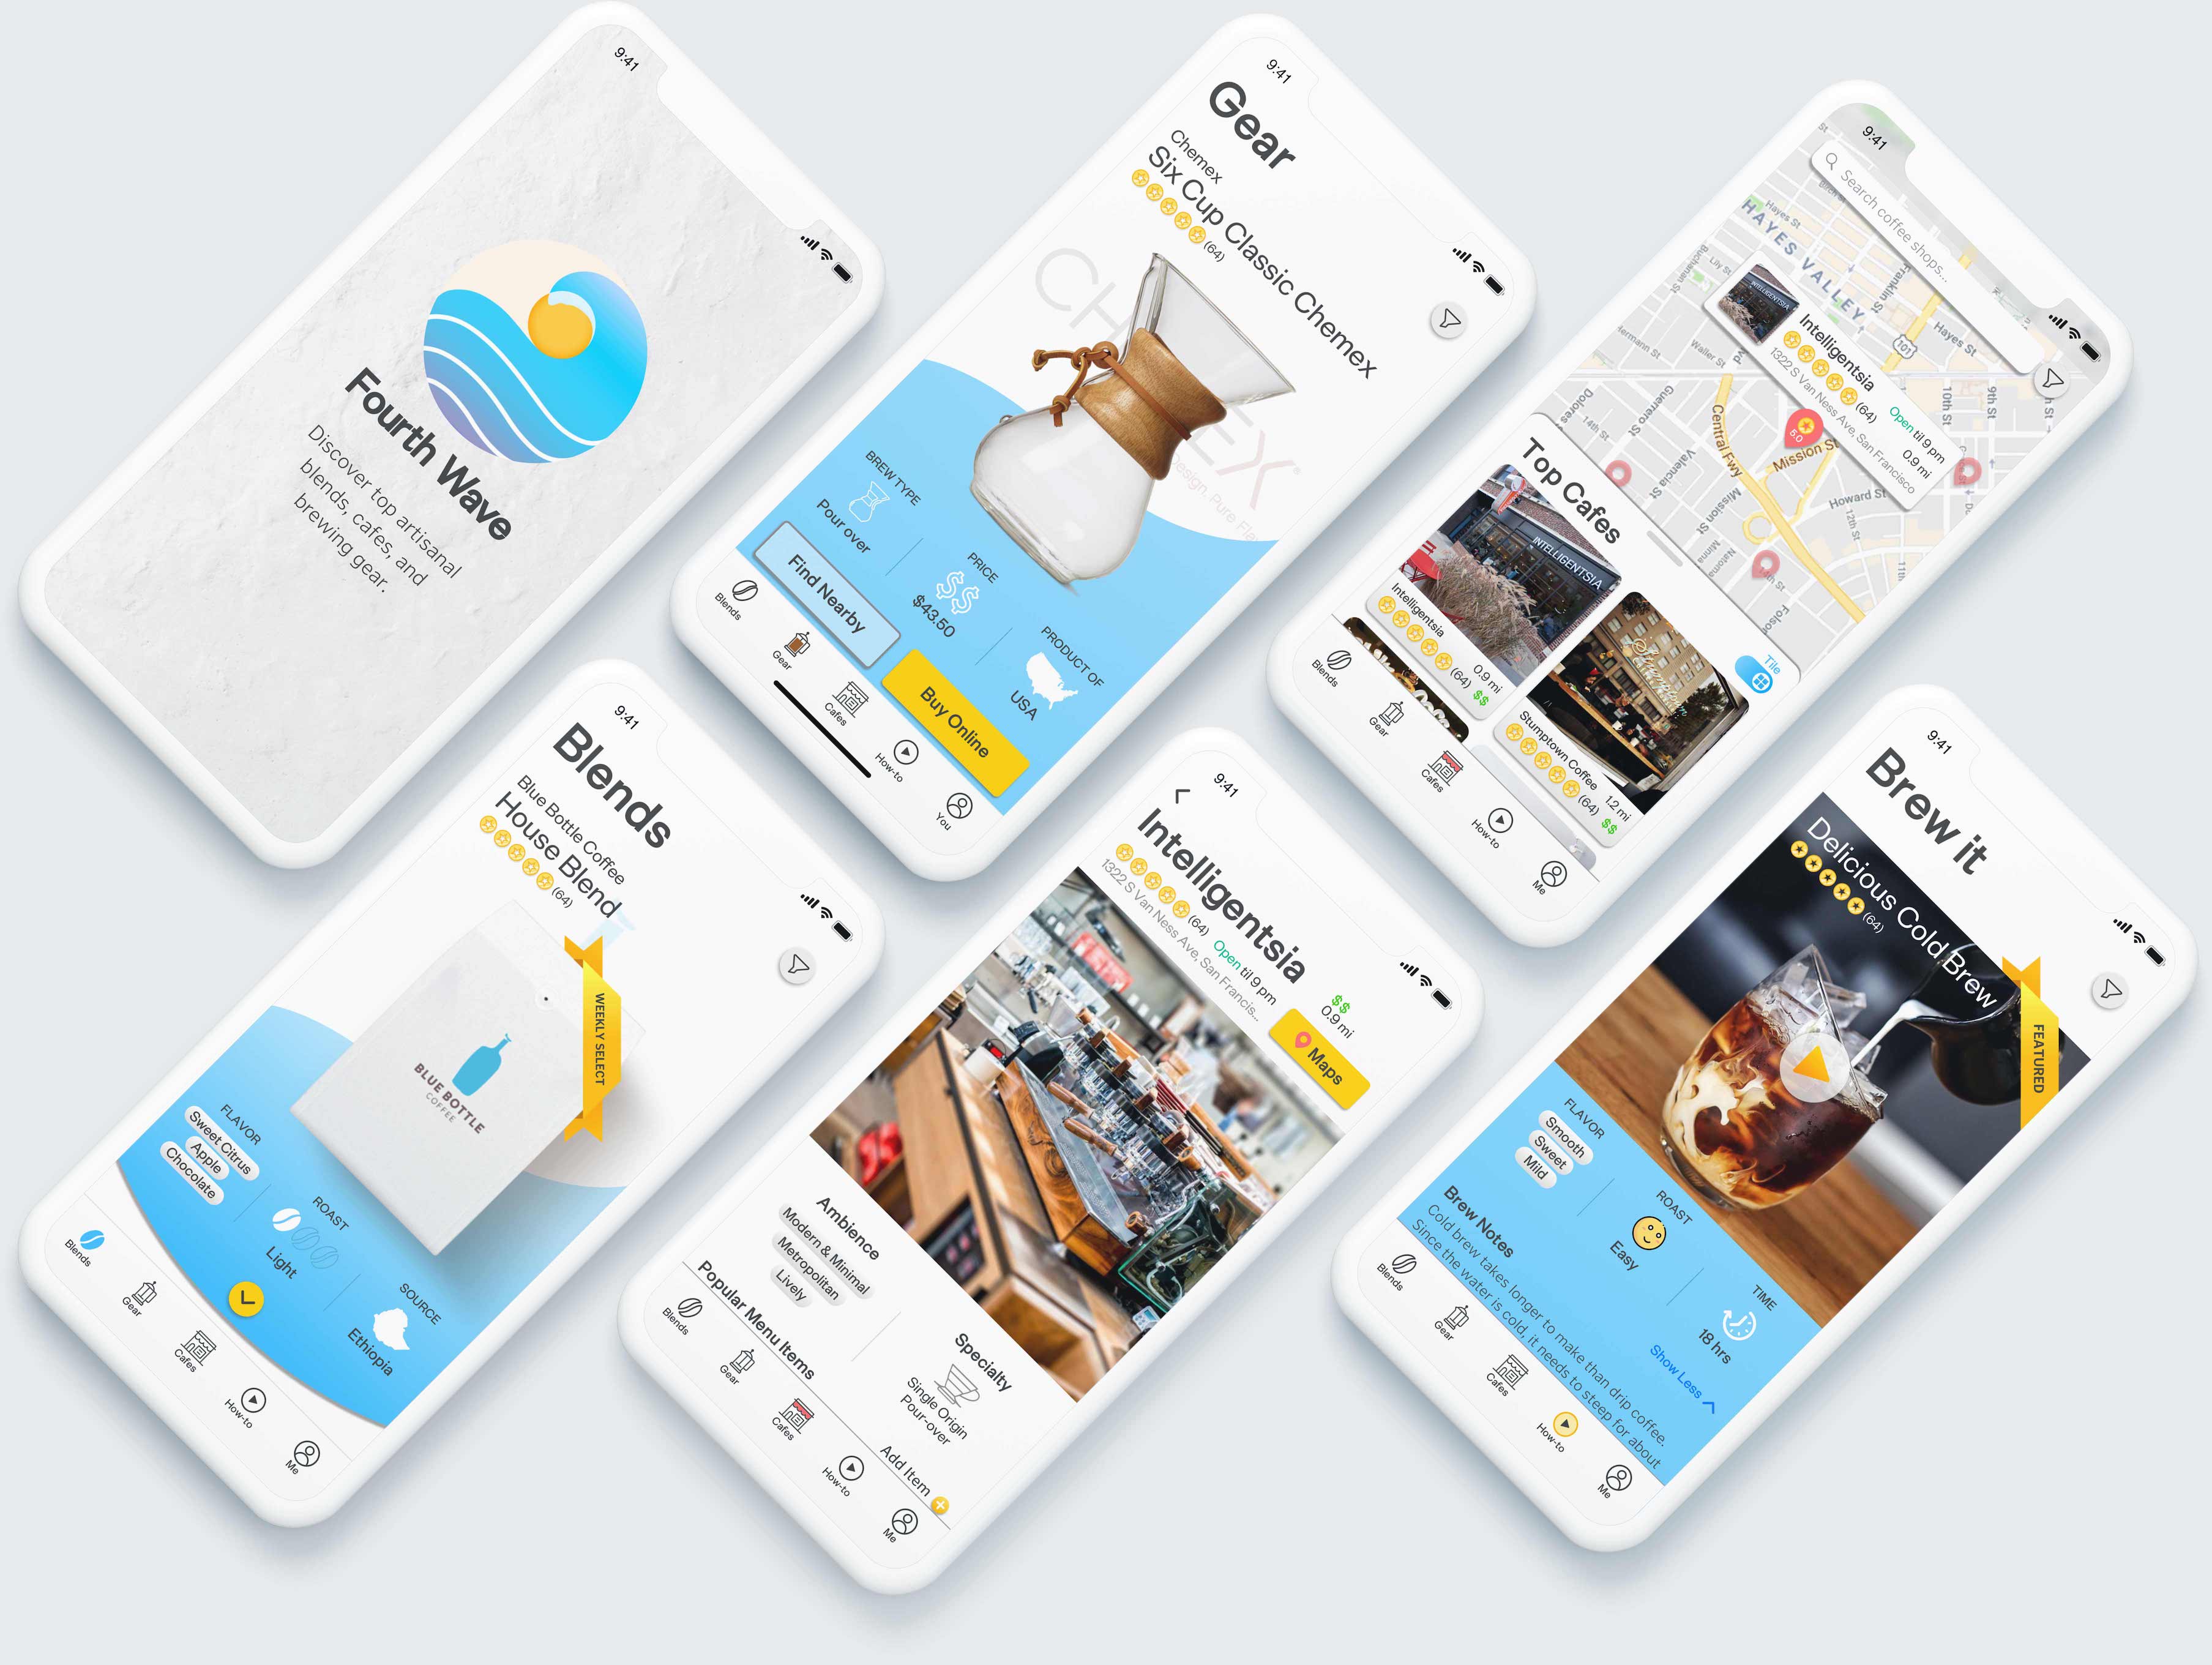 9:41
Fourth Wave
Discover top artisanal
blends, cafes, and
brewing gear.
9:41
Gear
Chemex
Six Cup Classic Chemex
(64)
BREW TYPE
Pour over
PRICE
$$
$43.50
PRODUCT OF
USA
Find Nearby
Buy Online
Blends
Gear
Cafes
How-to
You
9:41
Search coffee shops...
HAYES VALLEY
Hayes St
Franklin St
Hayes St
Lily St
101
Waller St
Guerrero St
Dolores
14th St
Valencia St
Central Fwy
Mission St
Mission St
Minna
Natoma
Howard St
12th St
10th St
9th St
Intelligentsia
(64)
Open til 9 pm
1322 S Van Ness Ave, San Francisco
0.9 mi
5.0
Top Cafes
Tile
INTELLIGENTSIA
Intelligentsia
0.9 mi
(64) $$
Stumptown Coffee
1.2 mi
(64) $$
Blends
Gear
Cafes
How-to
Me
9:41
Blends
Blue Bottle Coffee
House Blend
(64)
WEEKLY SELECT
BLUE BOTTLE
COFFEE
FLAVOR
Sweet Citrus
Apple
Chocolate
ROAST
Light
SOURCE
Ethiopia
Blends
Gear
Cafes
How-to
Me
9:41
Intelligentsia
(64) Open til 9 pm
1322 S Van Ness Ave, San Francis...
$$
0.9 mi
Maps
Ambience
Modern & Minimal
Metropolitan
Lively
Specialty
Single Origin
Pour-over
Popular Menu Items
Add Item
Blends
Gear
Cafes
How-to
Me
9:41
Brew it
Delicious Cold Brew
(64)
FEATURED
FLAVOR
Smooth
Sweet
Mild
ROAST
Easy
TIME
18 hrs
Brew Notes
Show Less
Cold brew takes longer to make than drip coffee.
Since the water is cold, it needs to steep for about
Blends
Gear
Cafes
How-to
Me